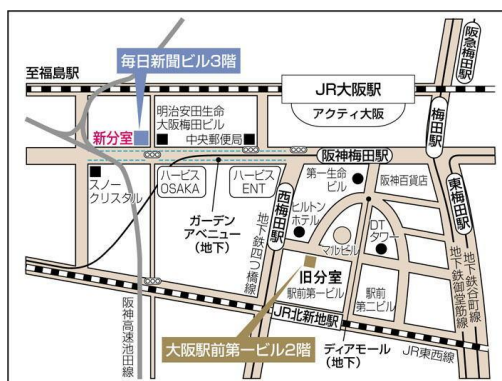 毎日新聞ビル3階
至福島駅
JR大阪駅
アクティ大阪
阪急梅田駅
梅田駅
新分室
明治安田生命
大阪梅田ビル
中央郵便局
阪神梅田駅
スノー
クリスタル
ハービス
OSAKA
ハービス
ENT
第一生命
ビル
阪神百貨店
東梅田駅
ガーデン
アベニュー
(地下)
西梅田駅
ヒルトン
ホテル
マルビル
DT
タワー
地下鉄四つ橋線
旧分室
駅前第一ビル
駅前
第二ビル
地下鉄谷町線
地下鉄御堂筋線
阪神高速池田線
大阪駅前第一ビル2階
JR北新地駅
ディアモール
(地下)
JR東西線